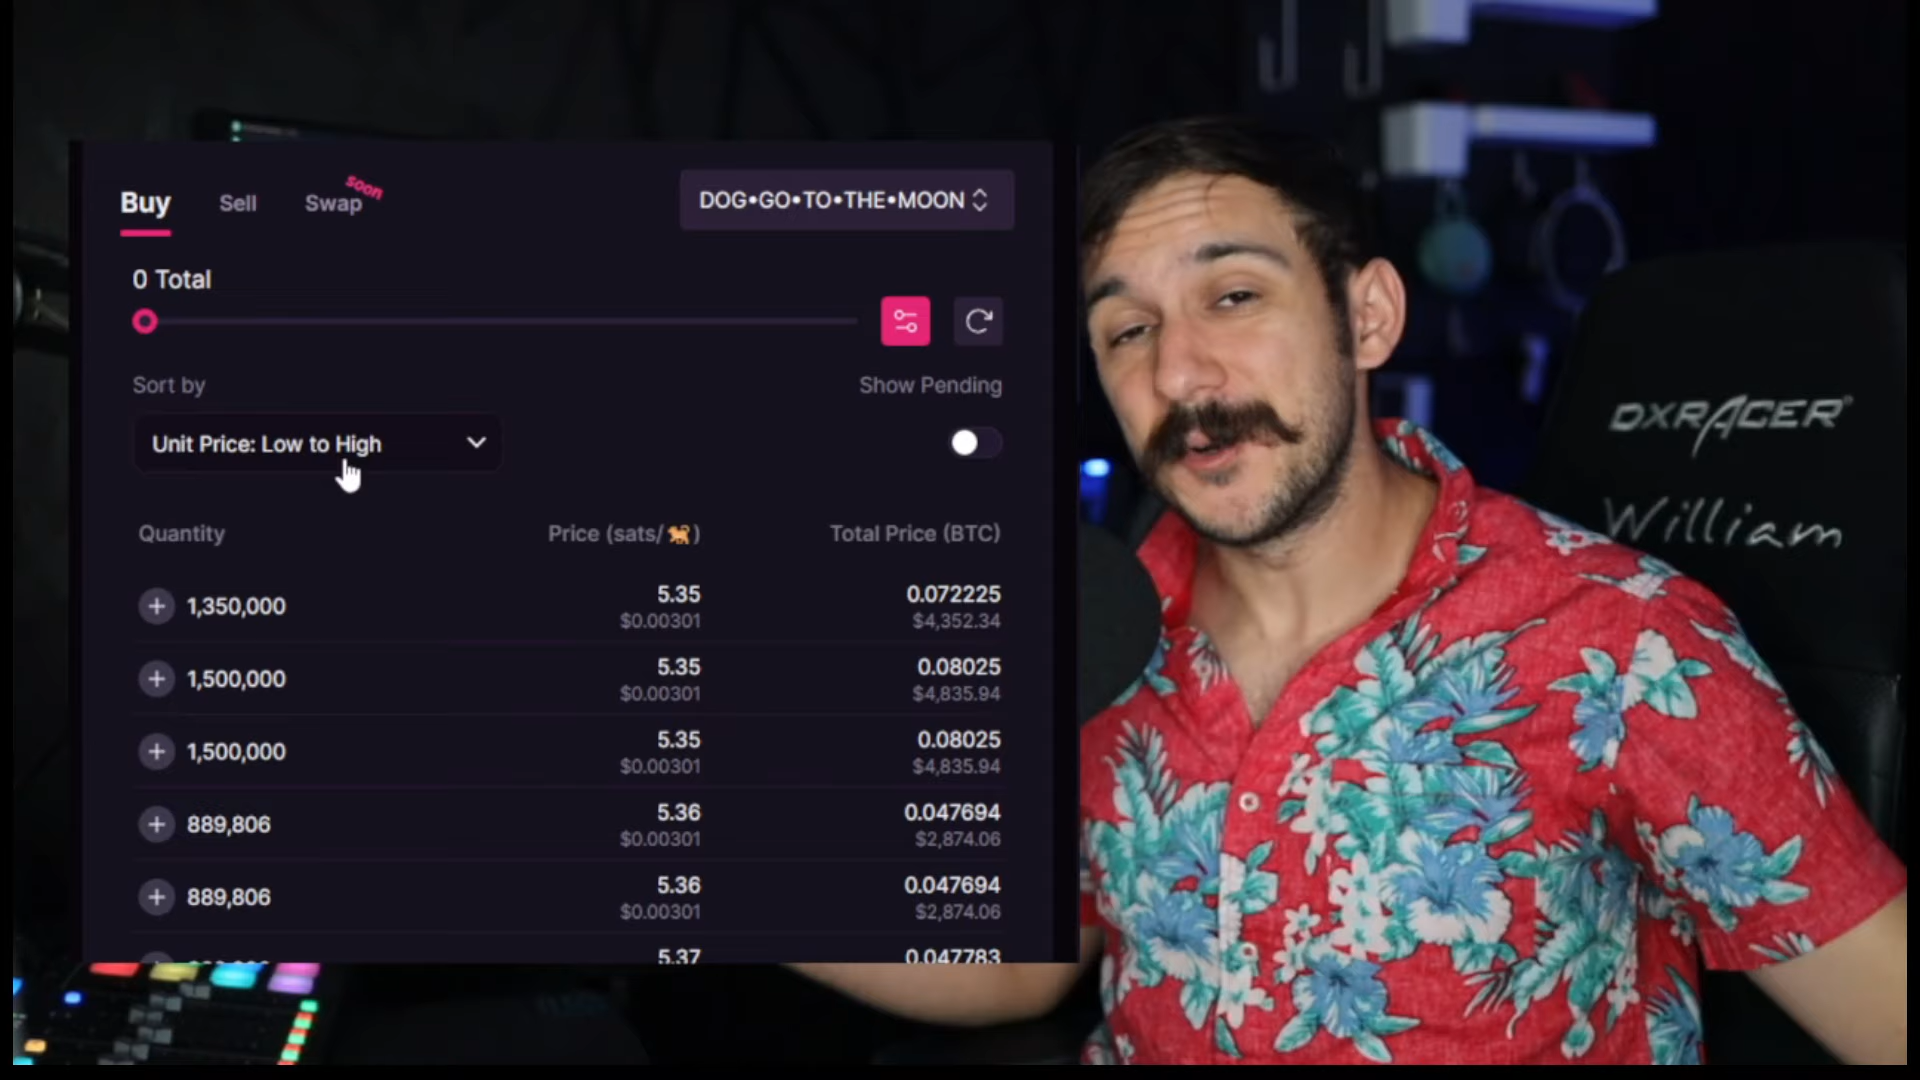 soon
Buy Sell Swap DOG•GO•TO•THE•MOON
0 Total
Sort by Show Pending
Unit Price: Low to High
Quantity Price (sats/🐕) Total Price (BTC)
1,350,000 5.35 0.072225
$0.00301 $4,352.34
1,500,000 5.35 0.08025
$0.00301 $4,835.94
1,500,000 5.35 0.08025
$0.00301 $4,835.94
889,806 5.36 0.047694
$0.00301 $2,874.06
889,806 5.36 0.047694
$0.00301 $2,874.06
5.37 0.047783
DXRACER
William